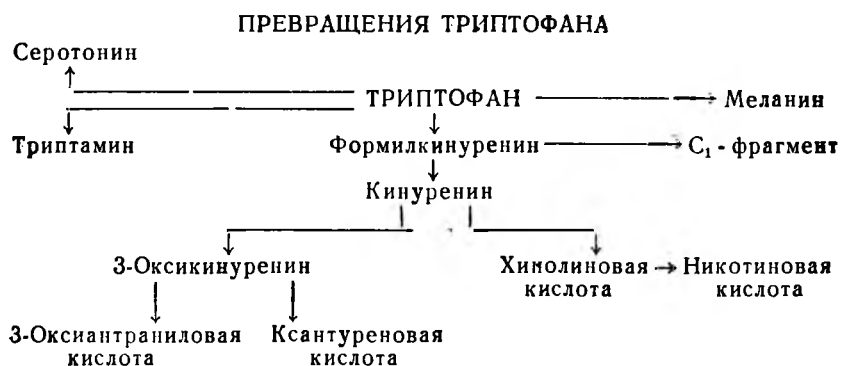 ПРЕВРАЩЕНИЯ ТРИПТОФАНА
Серотонин
ТРИПТОФАН
Меланин
Триптамин
Формилкинуренин
C₁ - фрагмент
Кинуренин
3-Оксикинуренин
Хинолиновая
кислота
Никотиновая
кислота
3-Оксиантраниловая
кислота
Ксантуреновая
кислота